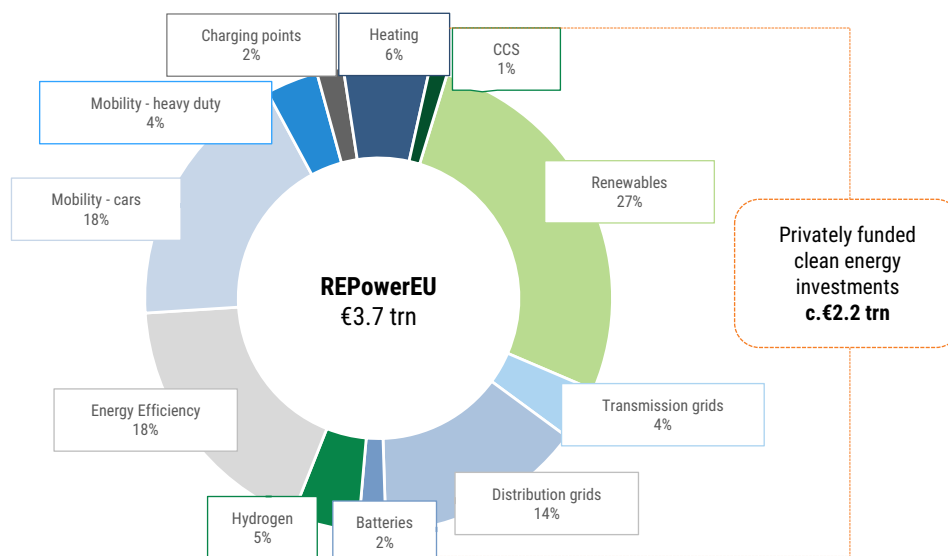 Charging points
2%
Heating
6%
CCS
1%
Mobility - heavy duty
4%
Renewables
27%
Mobility - cars
18%
Privately funded
clean energy
investments
c.€2.2 trn
REPowerEU
€3.7 trn
Energy Efficiency
18%
Transmission grids
4%
Distribution grids
14%
Hydrogen
5%
Batteries
2%